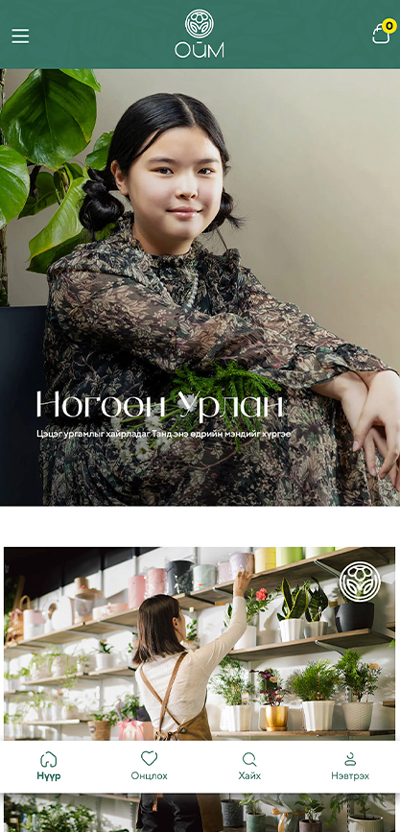 0
ОЙМ
Ногоон Урлан
Цэцэг ургамлыг хайрладаг Танд энэ өдрийн мэндийг хүргэе
Нүүр
Онцлох
Хайх
Нэвтрэх